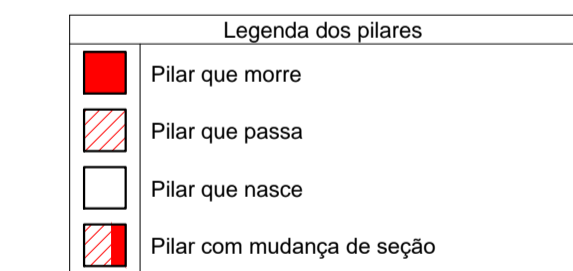 Legenda dos pilares
Pilar que morre
Pilar que passa
Pilar que nasce
Pilar com mudança de seção